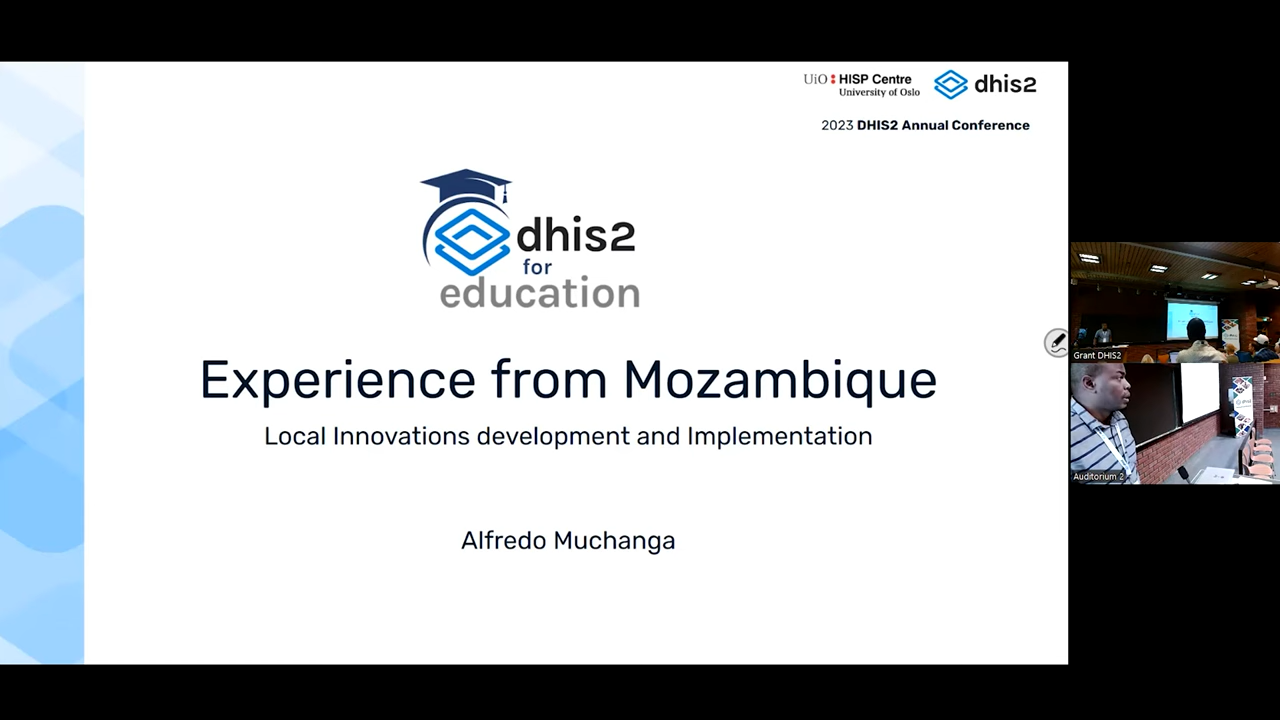 UiO HISP Centre
University of Oslo
dhis2
2023 DHIS2 Annual Conference
dhis2
for
education
Experience from Mozambique
Local Innovations development and Implementation
Alfredo Muchanga
Grant DHIS2
Auditorium 2